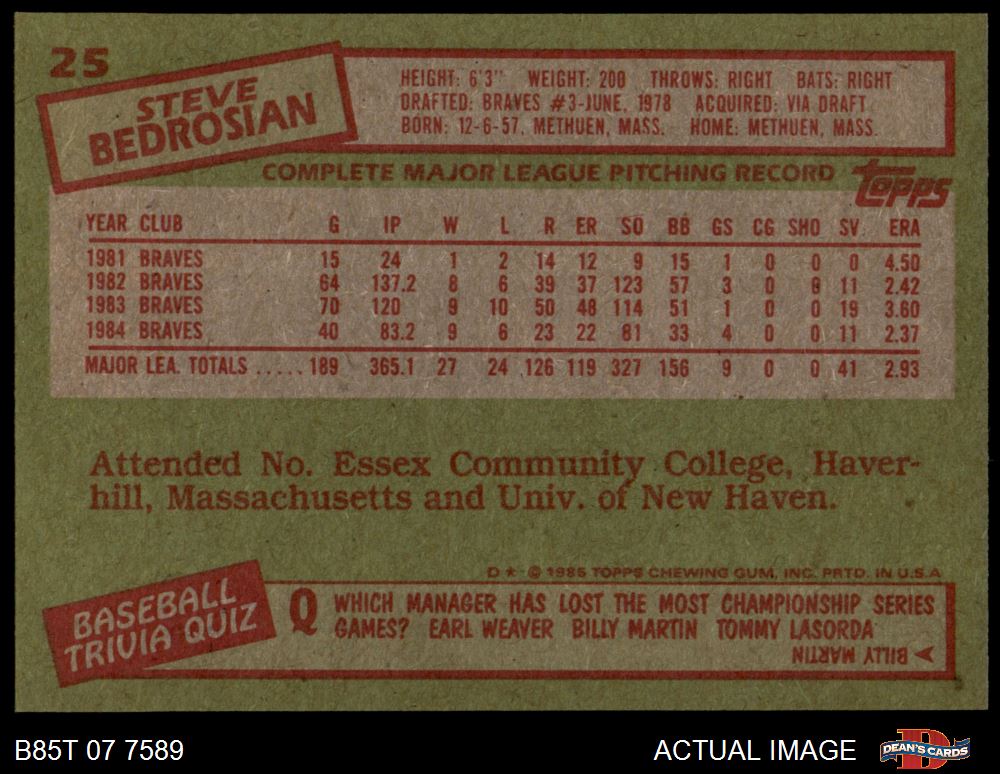 25
STEVE
BEDROSIAN
HEIGHT: 6'3" WEIGHT: 200 THROWS: RIGHT BATS: RIGHT
DRAFTED: BRAVES #3-JUNE, 1978 ACQUIRED: VIA DRAFT
BORN: 12-6-57, METHUEN, MASS. HOME: METHUEN, MASS.
COMPLETE MAJOR LEAGUE PITCHING RECORD
topps
YEAR CLUB G IP W L R ER SO BB GS CG SHO SV. ERA
1981 BRAVES 15 24 1 2 14 12 9 15 1 0 0 0 4.50
1982 BRAVES 64 137.2 8 6 39 37 123 57 3 0 0 11 2.42
1983 BRAVES 70 120 9 10 50 48 114 51 1 0 0 19 3.60
1984 BRAVES 40 83.2 9 6 23 22 81 33 4 0 0 11 2.37
MAJOR LEA. TOTALS ..... 189 365.1 27 24 126 119 327 156 9 0 0 41 2.93
Attended No. Essex Community College, Haver-
hill, Massachusetts and Univ. of New Haven.
D * © 1985 TOPPS CHEWING GUM, INC. PRTD. IN U.S.A
BASEBALL
TRIVIA QUIZ
Q WHICH MANAGER HAS LOST THE MOST CHAMPIONSHIP SERIES
GAMES? EARL WEAVER BILLY MARTIN TOMMY LASORDA
BILLY MARTIN
B85T 07 7589
ACTUAL IMAGE
DEAN'S CARDS